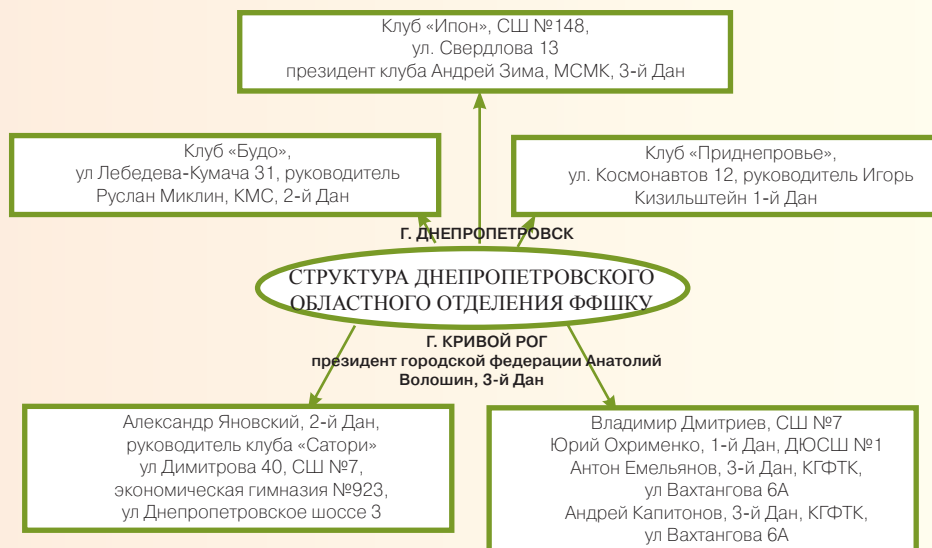 Клуб «Ипон», СШ №148,
ул. Свердлова 13
президент клуба Андрей Зима, МСМК, 3-й Дан
Клуб «Будо»,
ул Лебедева-Кумача 31, руководитель
Руслан Миклин, КМС, 2-й Дан
Клуб «Приднепровье»,
ул. Космонавтов 12, руководитель Игорь
Кизильштейн 1-й Дан
Г. ДНЕПРОПЕТРОВСК
СТРУКТУРА ДНЕПРОПЕТРОВСКОГО
ОБЛАСТНОГО ОТДЕЛЕНИЯ ФФШКУ
Г. КРИВОЙ РОГ
президент городской федерации Анатолий
Волошин, 3-й Дан
Александр Яновский, 2-й Дан,
руководитель клуба «Сатори»
ул Димитрова 40, СШ №7,
экономическая гимназия №923,
ул Днепропетровское шоссе 3
Владимир Дмитриев, СШ №7
Юрий Охрименко, 1-й Дан, ДЮСШ №1
Антон Емельянов, 3-й Дан, КГФТК,
ул Вахтангова 6А
Андрей Капитонов, 3-й Дан, КГФТК,
ул Вахтангова 6А